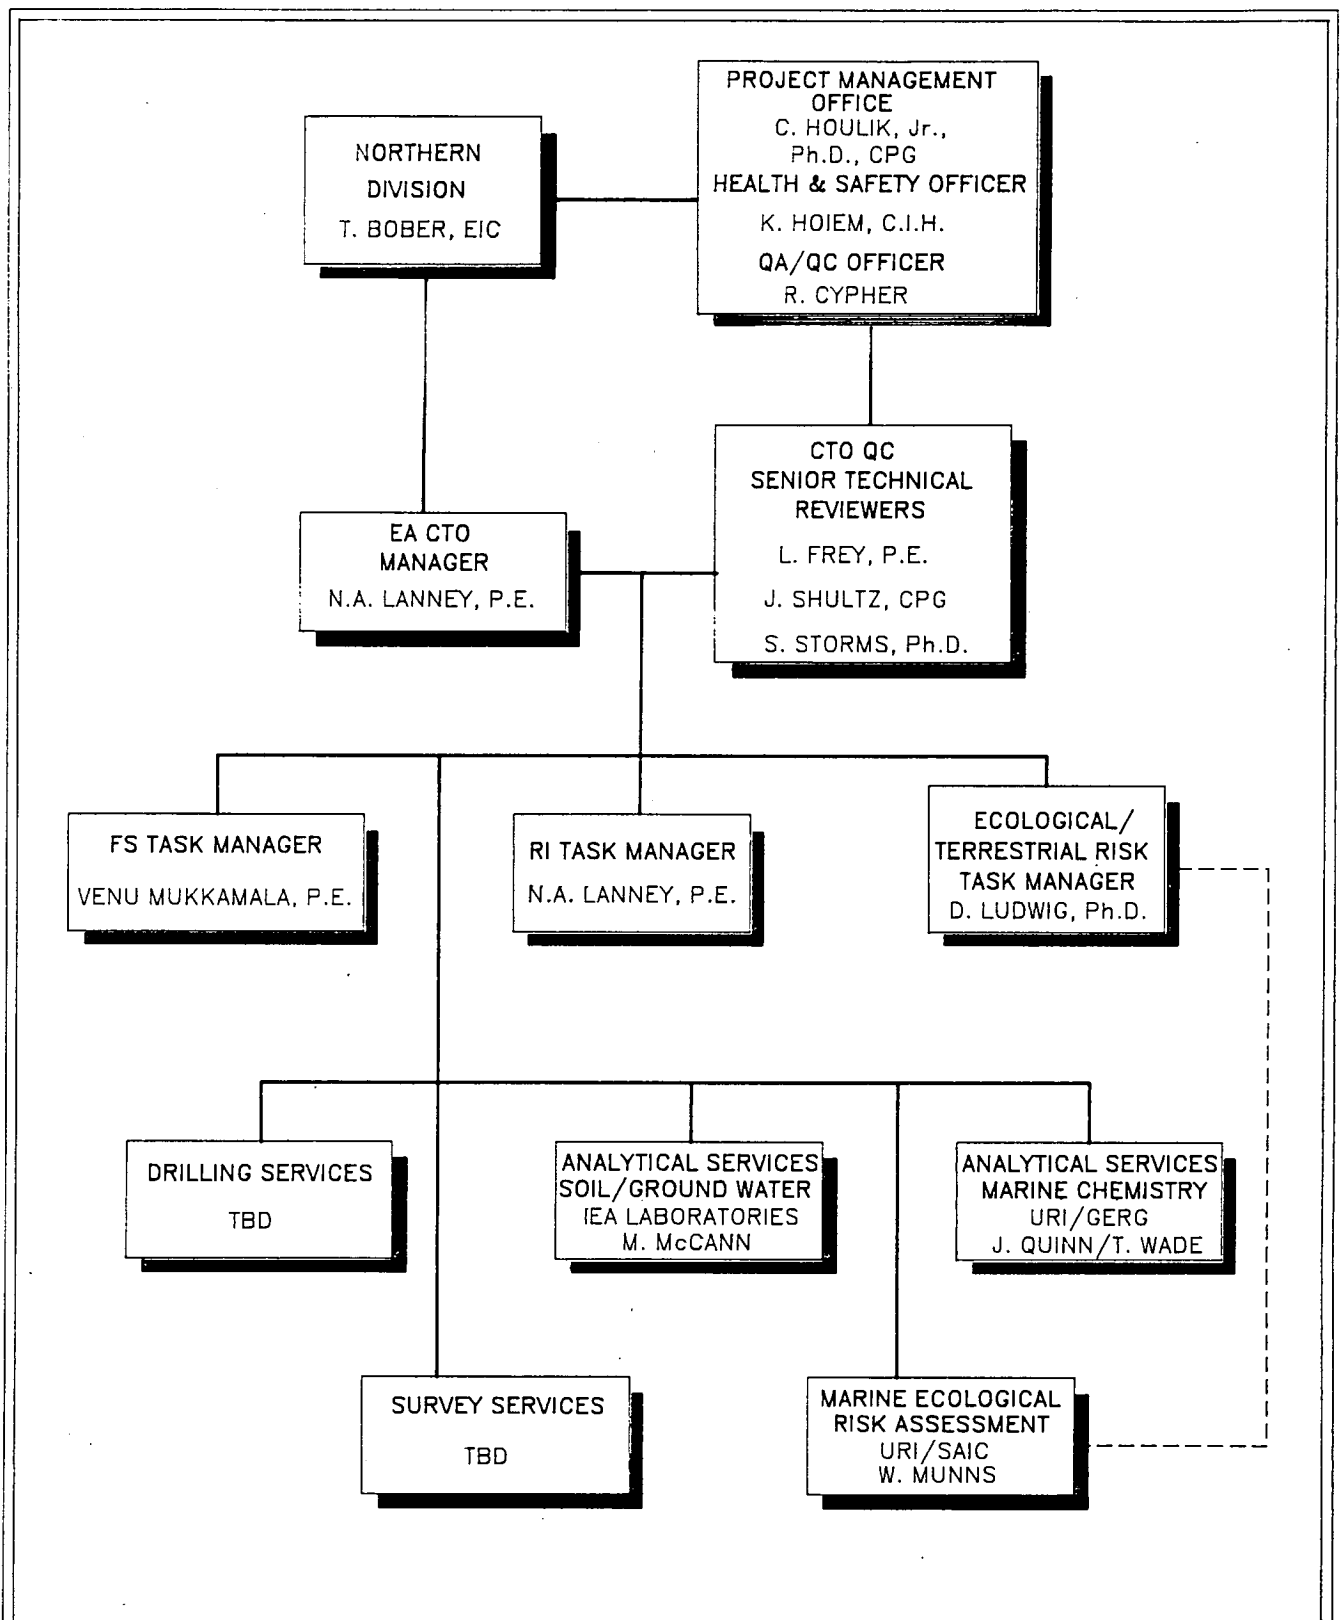 NORTHERN
DIVISION
T. BOBER, EIC
PROJECT MANAGEMENT
OFFICE
C. HOULIK, Jr.,
Ph.D., CPG
HEALTH & SAFETY OFFICER
K. HOIEM, C.I.H.
QA/QC OFFICER
R. CYPHER
EA CTO
MANAGER
N.A. LANNEY, P.E.
CTO QC
SENIOR TECHNICAL
REVIEWERS
L. FREY, P.E.
J. SHULTZ, CPG
S. STORMS, Ph.D.
FS TASK MANAGER
VENU MUKKAMALA, P.E.
RI TASK MANAGER
N.A. LANNEY, P.E.
ECOLOGICAL/
TERRESTRIAL RISK
TASK MANAGER
D. LUDWIG, Ph.D.
DRILLING SERVICES
TBD
ANALYTICAL SERVICES
SOIL/GROUND WATER
IEA LABORATORIES
M. McCANN
ANALYTICAL SERVICES
MARINE CHEMISTRY
URI/GERG
J. QUINN/T. WADE
SURVEY SERVICES
TBD
MARINE ECOLOGICAL
RISK ASSESSMENT
URI/SAIC
W. MUNNS